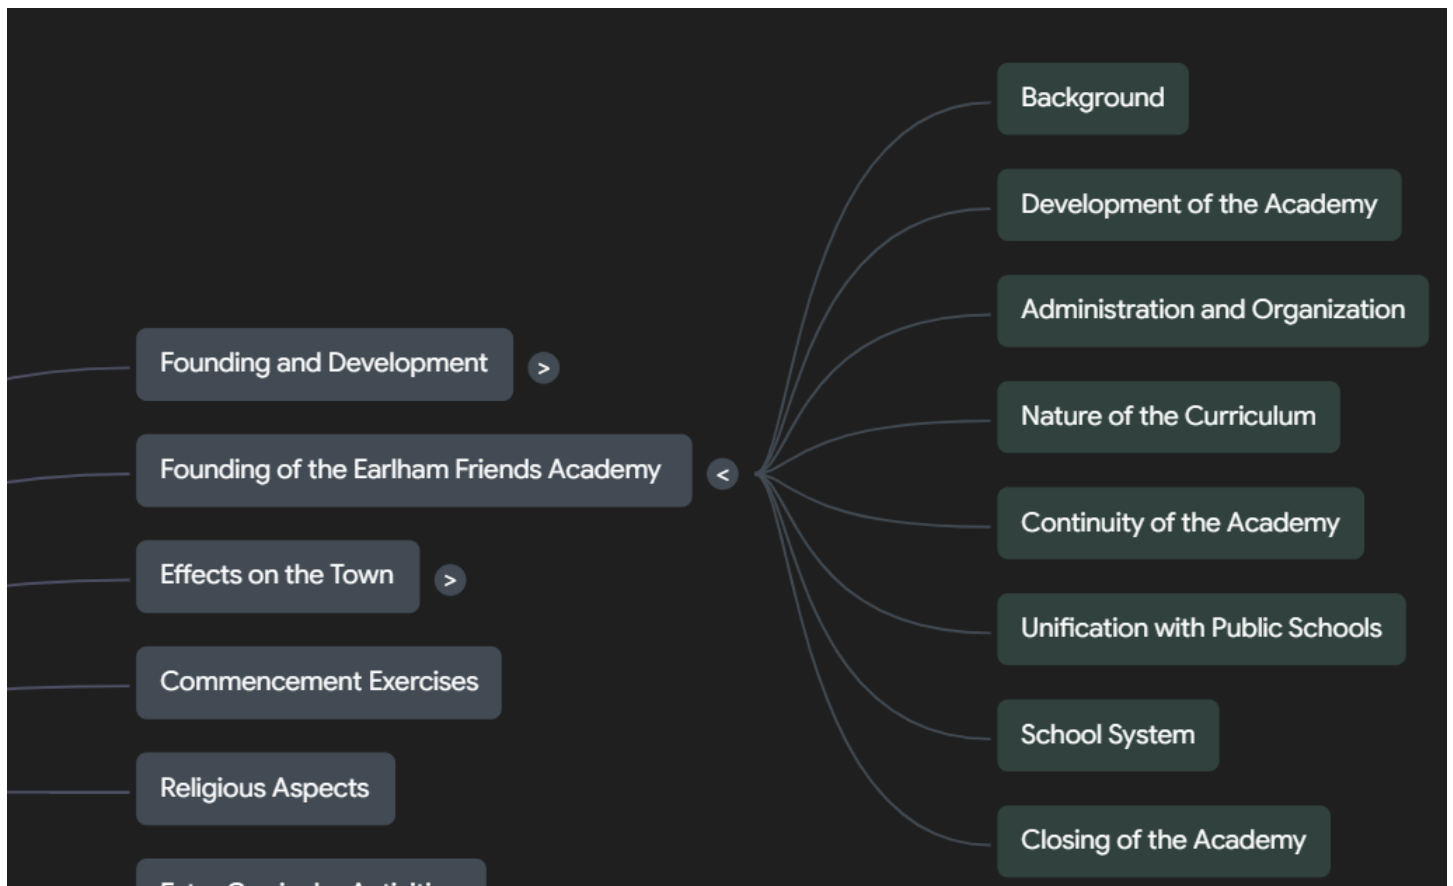 Founding and Development >
Founding of the Earlham Friends Academy <
Effects on the Town >
Commencement Exercises
Religious Aspects
Background
Development of the Academy
Administration and Organization
Nature of the Curriculum
Continuity of the Academy
Unification with Public Schools
School System
Closing of the Academy